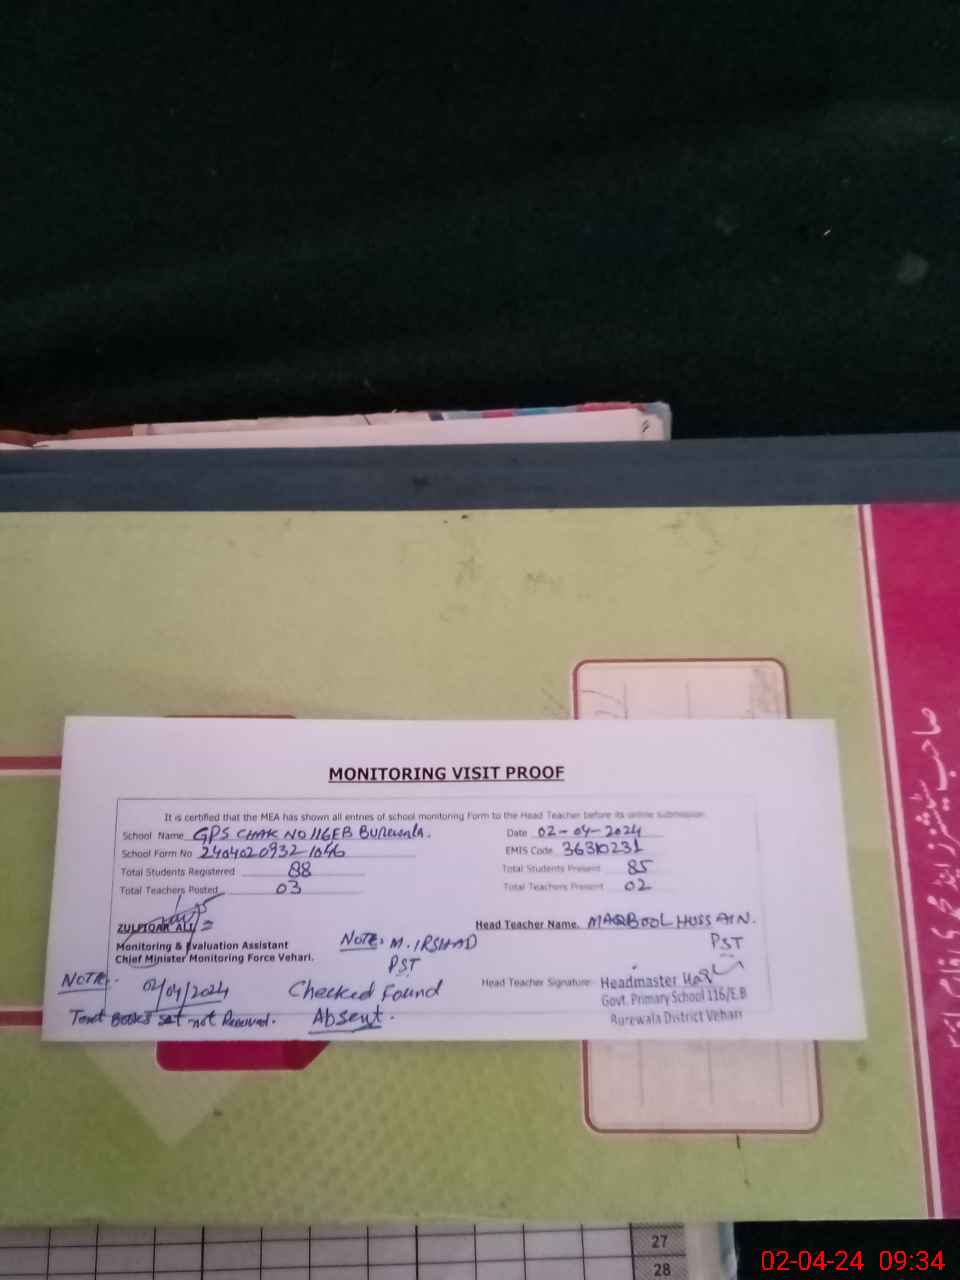 MONITORING VISIT PROOF
It is certified that the MEA has shown all entries of school monitoring Form to the Head Teacher before its online submission.
School Name GPS CHAK NO 116EB Burewala. Date 02-04-2024
School Form No 2404020932-1046 EMIS Code 36310231
Total Students Registered 88 Total Students Present 85
Total Teachers Posted 03 Total Teachers Present 02
ZULFIQAR ALI Head Teacher Name. MAQBOOL HUSSAIN.
PST
Monitoring & Evaluation Assistant
Chief Minister Monitoring Force Vehari.
02/04/2024
NOTE: M. IRSHAD
PST
Checked Found
Absent.
NOTE:
Text Books set not Received.
Head Teacher Signature Headmaster
Govt. Primary School 116/E.B
Burewala District Vehari
صاحب
27
28
02-04-24 09:34